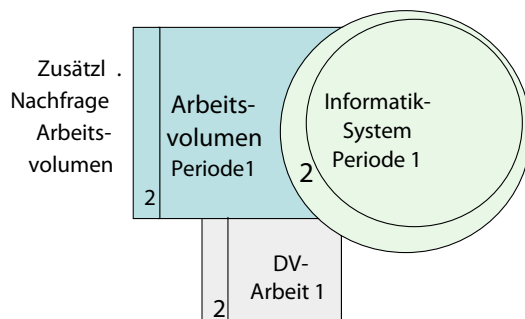 Zusätzl .
Nachfrage
Arbeits-
volumen
2
Arbeits-
volumen
Periode1
2
Informatik-
System
Periode 1
2
DV-
Arbeit 1